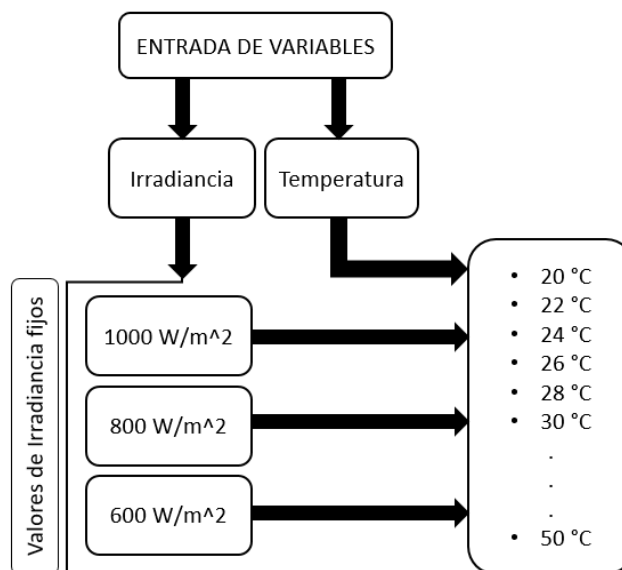 ENTRADA DE VARIABLES
Irradiancia
Temperatura
Valores de Irradiancia fijos
1000 W/m^2
800 W/m^2
600 W/m^2
• 20 °C
• 22 °C
• 24 °C
• 26 °C
• 28 °C
• 30 °C
.
.
.
• 50 °C